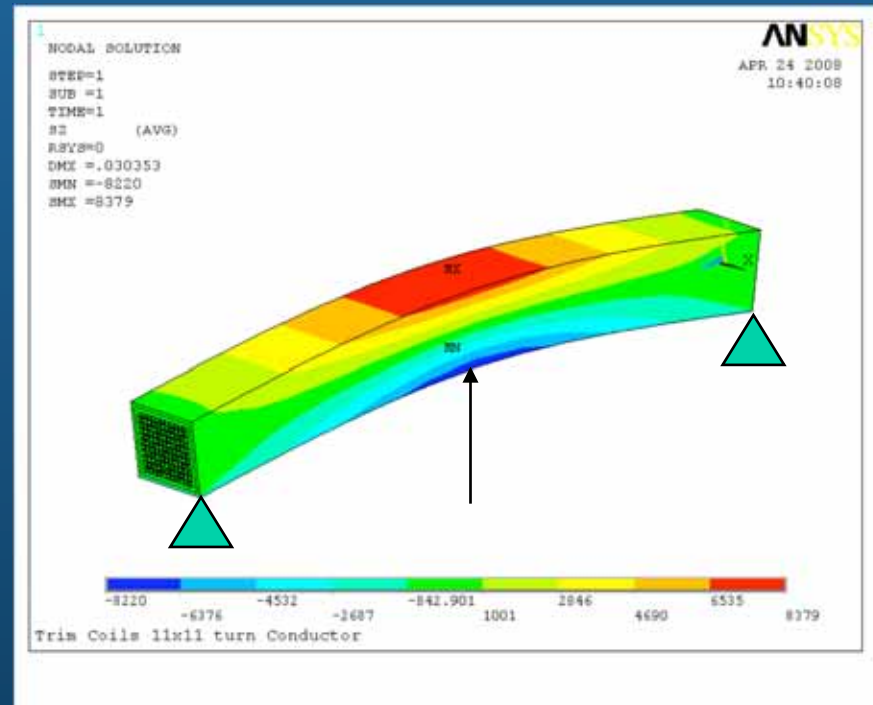 1
NODAL SOLUTION
STEP=1
SUB =1
TIME=1
SZ (AVG)
RSYS=0
DMX =.030353
SMN =-8220
SMX =8379
ANSYS
APR 24 2008
10:40:08
MX
X
MN
-8220
-6376
-4532
-2687
-842.901
1001
2846
4690
6535
8379
Trim Coils 11x11 turn Conductor